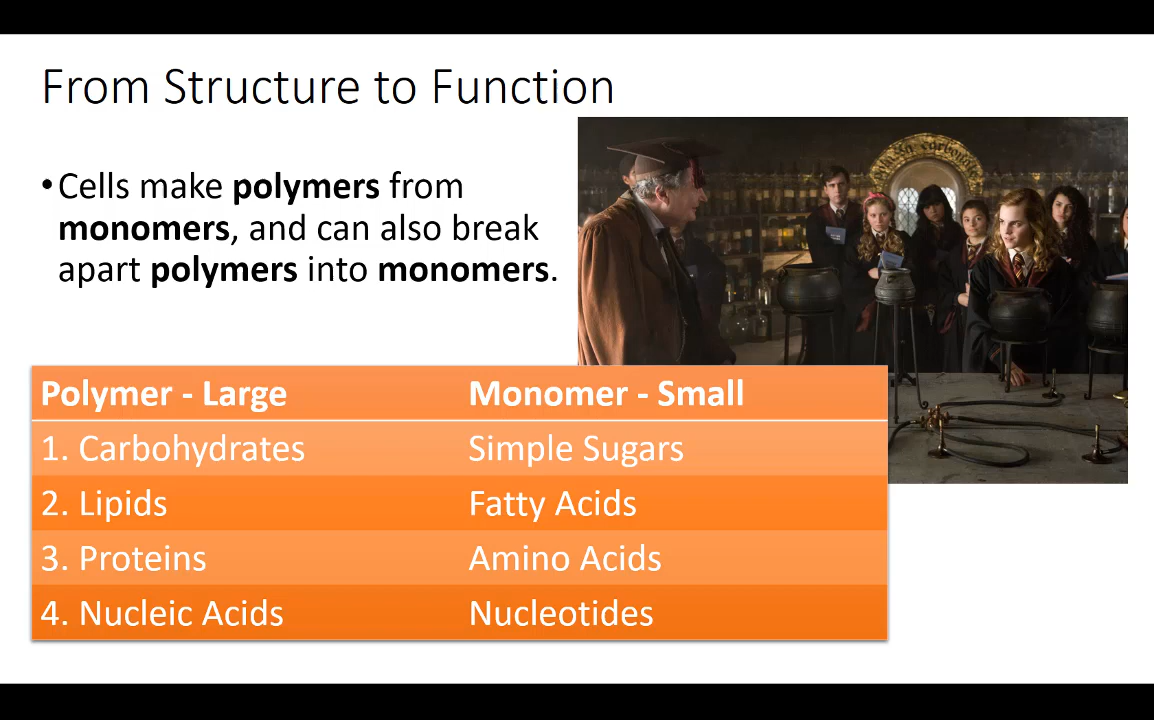 From Structure to Function
•Cells make polymers from
monomers, and can also break
apart polymers into monomers.
Polymer - Large Monomer - Small
1. Carbohydrates Simple Sugars
2. Lipids Fatty Acids
3. Proteins Amino Acids
4. Nucleic Acids Nucleotides